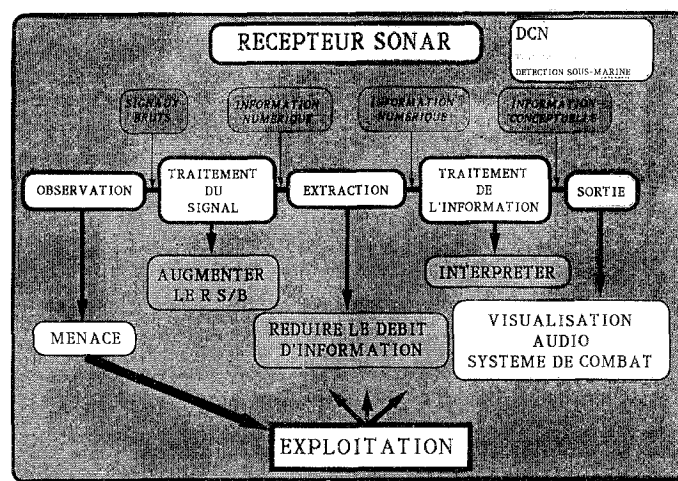 RECEPTEUR SONAR
DCN
DETECTION SOUS-MARINE
SIGNAUX
BRUTS
INFORMATION
NUMERIQUE
INFORMATION
NUMERIQUE
INFORMATION
CONCEPTUELLE
OBSERVATION
TRAITEMENT
DU
SIGNAL
EXTRACTION
TRAITEMENT
DE
L'INFORMATION
SORTIE
AUGMENTER
LE R S/B
INTERPRETER
MENACE
REDUIRE LE DEBIT
D'INFORMATION
VISUALISATION
AUDIO
SYSTEME DE COMBAT
EXPLOITATION